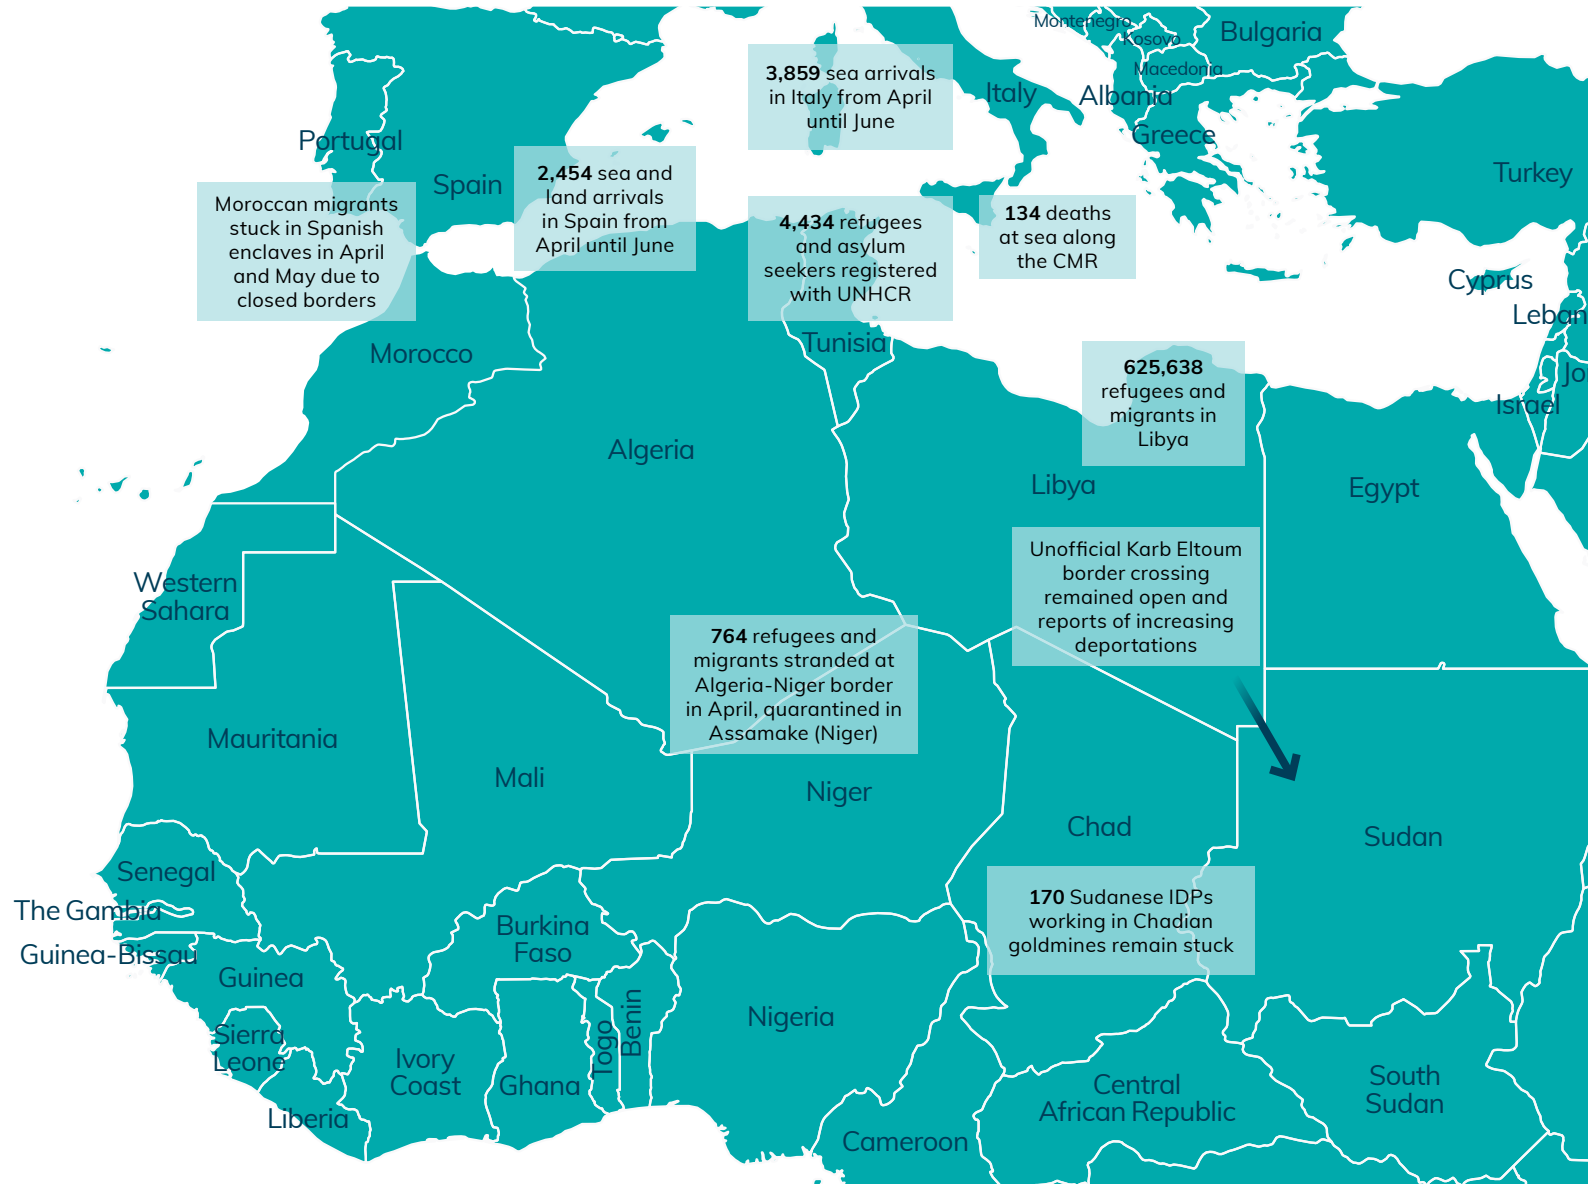 Montenegro
Kosovo
Bulgaria
Macedonia
3,859 sea arrivals
in Italy from April
until June
Italy
Albania
Greece
Portugal
Spain
2,454 sea and
land arrivals
in Spain from
April until June
Turkey
Moroccan migrants
stuck in Spanish
enclaves in April
and May due to
closed borders
4,434 refugees
and asylum
seekers registered
with UNHCR
134 deaths
at sea along
the CMR
Cyprus
Leban
Morocco
Tunisia
625,638
refugees and
migrants in
Libya
Jo
Israel
Algeria
Libya
Egypt
Unofficial Karb Eltoum
border crossing
remained open and
reports of increasing
deportations
Western
Sahara
764 refugees and
migrants stranded at
Algeria-Niger border
in April, quarantined in
Assamake (Niger)
Mauritania
Mali
Niger
Chad
Sudan
Senegal
The Gambia
Guinea-Bissau
Guinea
Burkina
Faso
170 Sudanese IDPs
working in Chadian
goldmines remain stuck
Sierra
Leone
Liberia
Ivory
Coast
Ghana
Togo
Benin
Nigeria
Cameroon
Central
African Republic
South
Sudan